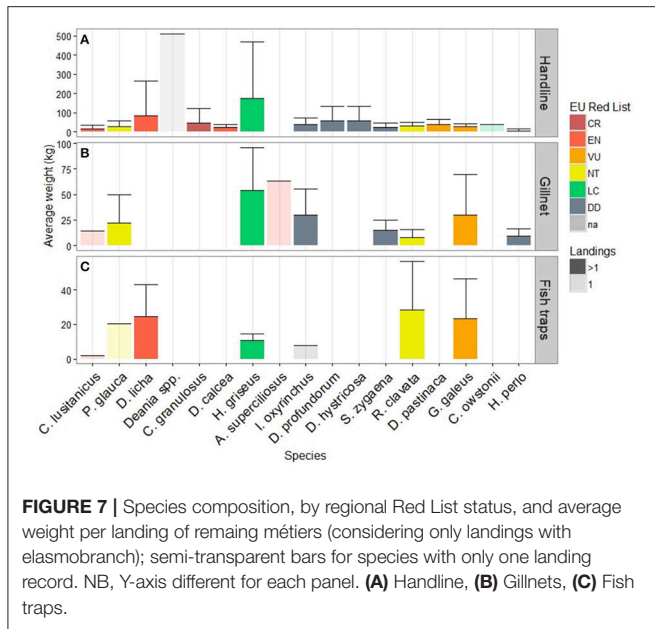 A
500
400
300
200
100
0
Handline
B
100
75
50
25
0
Gillnet
C
40
20
0
Fish traps
Average weight (kg)
C. lusitanicus
P. glauca
D. licha
Deania spp.
C. granulosus
D. calcea
H. griseus
A. superciliosus
I. oxyrinchus
D. profundorum
D. hystricosa
S. zygaena
R. clavata
D. pastinaca
G. galeus
C. owstonii
H. perlo
Species
EU Red List
CR
EN
VU
NT
LC
DD
na
Landings
>1
1
FIGURE 7 | Species composition, by regional Red List status, and average
weight per landing of remaing métiers (considering only landings with
elasmobranch); semi-transparent bars for species with only one landing
record. NB, Y-axis different for each panel. (A) Handline, (B) Gillnets, (C) Fish
traps.